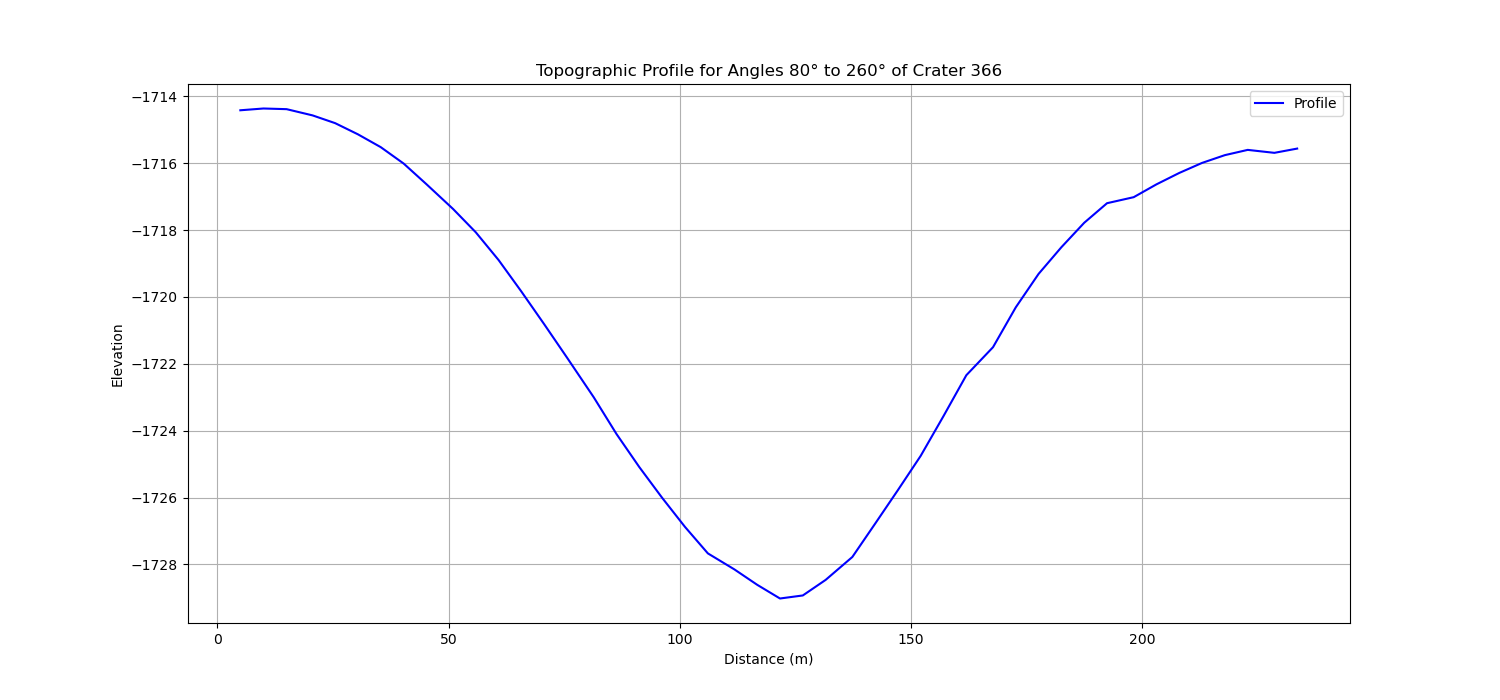 Topographic Profile for Angles 80° to 260° of Crater 366
Profile
−1714
−1716
−1718
−1720
−1722
−1724
−1726
−1728
Elevation
0 50 100 150 200
Distance (m)